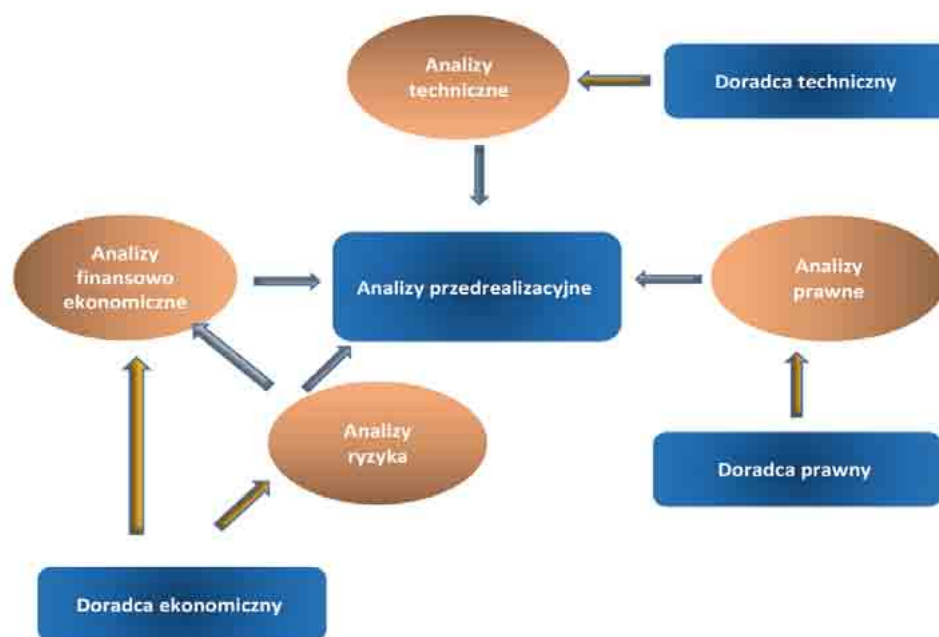 Analizy
techniczne
Doradca techniczny
Analizy
finansowo
ekonomiczne
Analizy przedrealizacyjne
Analizy
prawne
Analizy
ryzyka
Doradca prawny
Doradca ekonomiczny